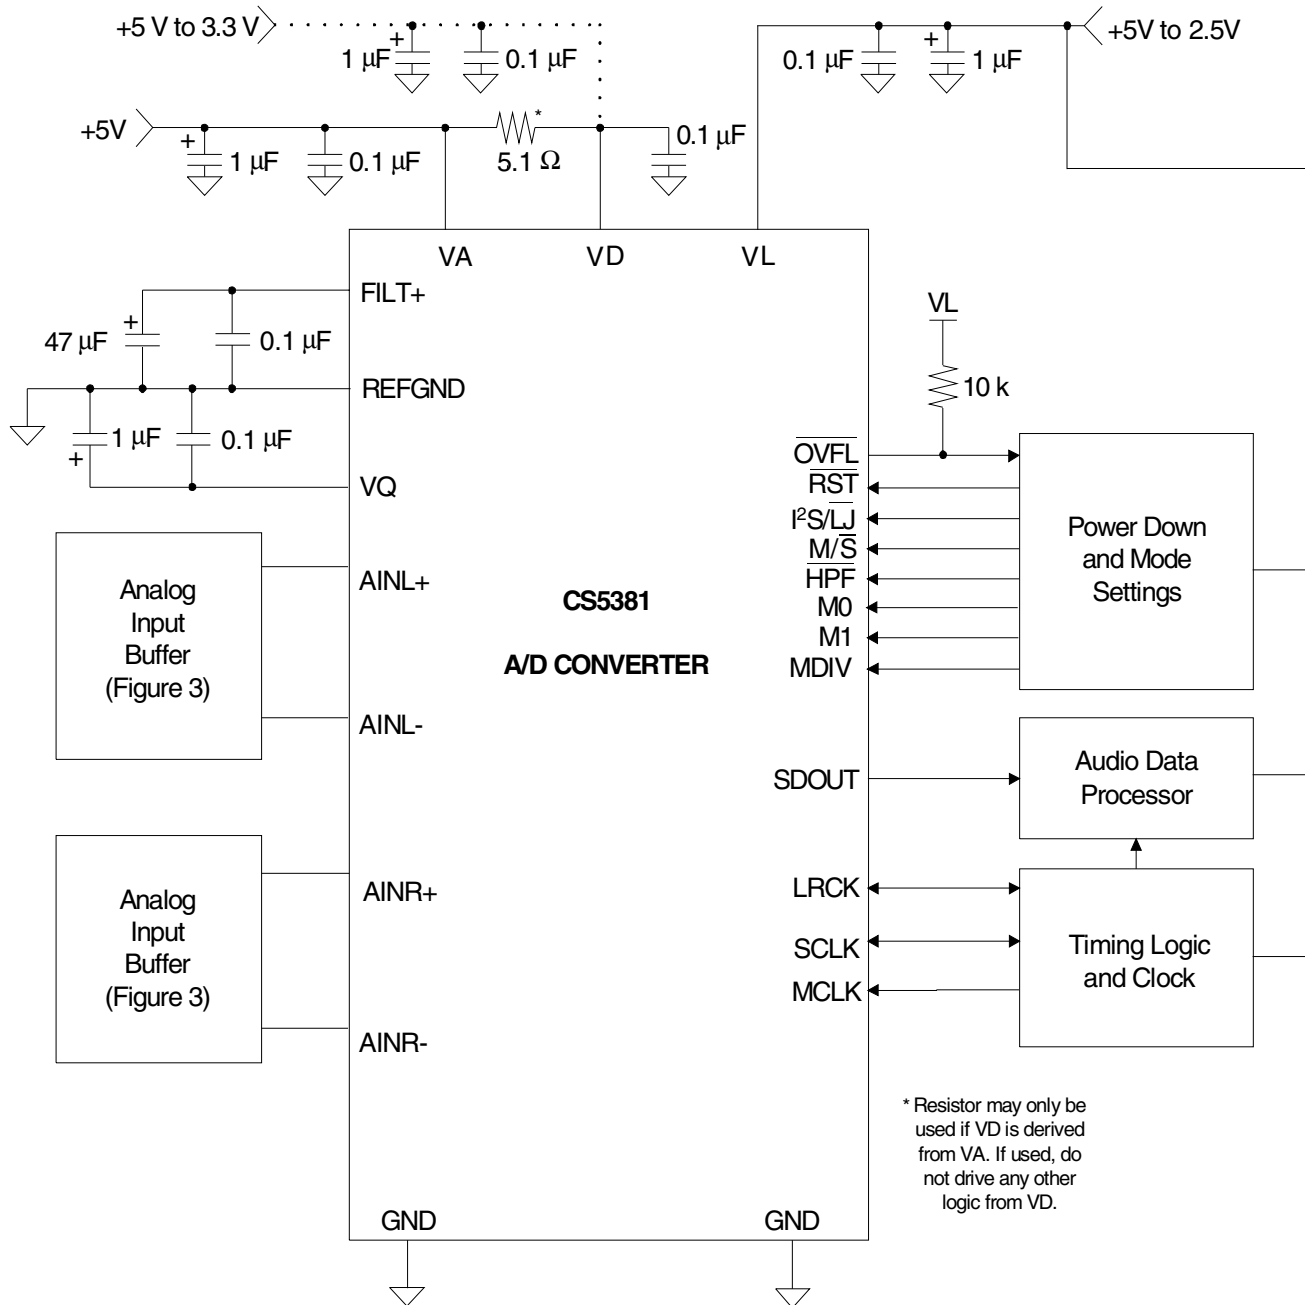 +5 V to 3.3 V
+
1 µF
0.1 µF
0.1 µF
+
1 µF
+5V to 2.5V
+5V
+
1 µF
0.1 µF
*
5.1 Ω
0.1 µF
VA
VD
VL
FILT+
+
47 µF
0.1 µF
REFGND
1 µF
+
0.1 µF
VQ
VL
10 k
OVFL
RST
I²S/LJ
M/S
HPF
M0
M1
MDIV
Power Down
and Mode
Settings
Analog
Input
Buffer
(Figure 3)
AINL+
AINL-
CS5381
A/D CONVERTER
SDOUT
Audio Data
Processor
Analog
Input
Buffer
(Figure 3)
AINR+
AINR-
LRCK
SCLK
MCLK
Timing Logic
and Clock
* Resistor may only be
used if VD is derived
from VA. If used, do
not drive any other
logic from VD.
GND
GND